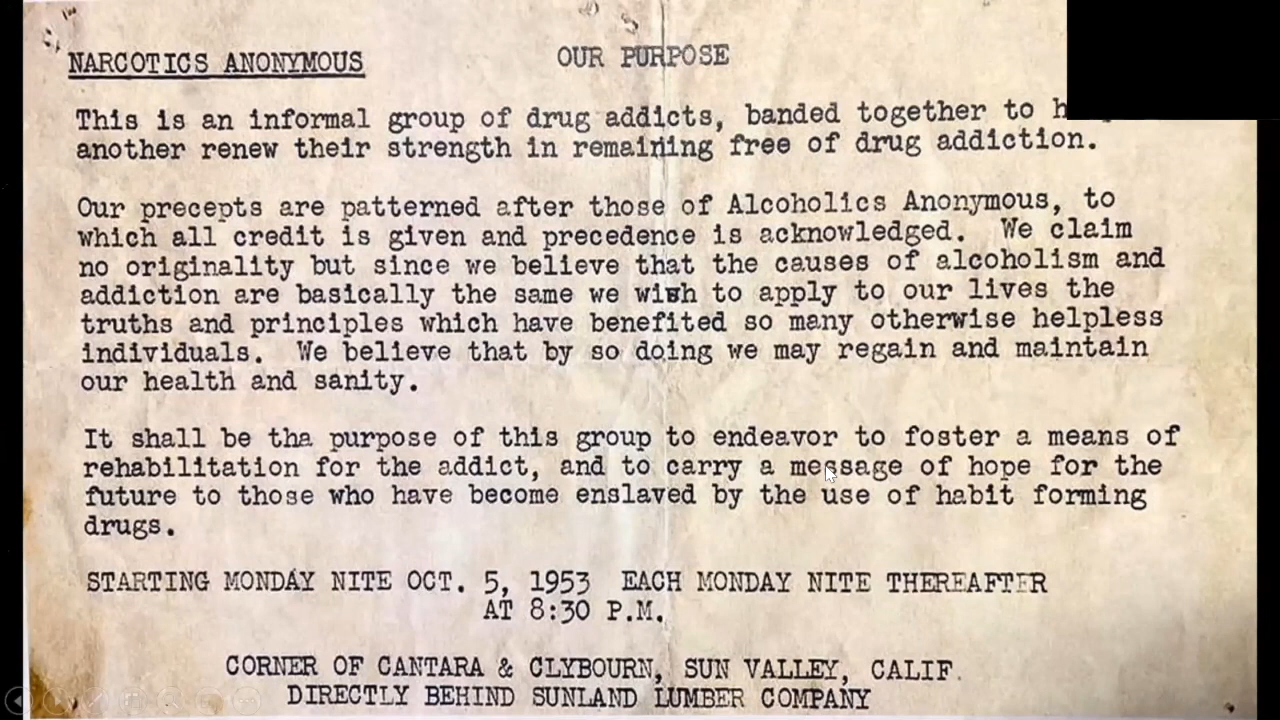 NARCOTICS ANONYMOUS OUR PURPOSE
This is an informal group of drug addicts, banded together to
another renew their strength in remaining free of drug addiction.
Our precepts are patterned after those of Alcoholics Anonymous, to
which all credit is given and precedence is acknowledged. We claim
no originality but since we believe that the causes of alcoholism and
addiction are basically the same we wish to apply to our lives the
truths and principles which have benefited so many otherwise helpless
individuals. We believe that by so doing we may regain and maintain
our health and sanity.
It shall be tha purpose of this group to endeavor to foster a means of
rehabilitation for the addict, and to carry a message of hope for the
future to those who have become enslaved by the use of habit forming
drugs.
STARTING MONDAY NITE OCT. 5, 1953 EACH MONDAY NITE THEREAFTER
AT 8:30 P.M.
CORNER OF CANTARA & CLYBOURN, SUN VALLEY, CALIF.
DIRECTLY BEHIND SUNLAND LUMBER COMPANY